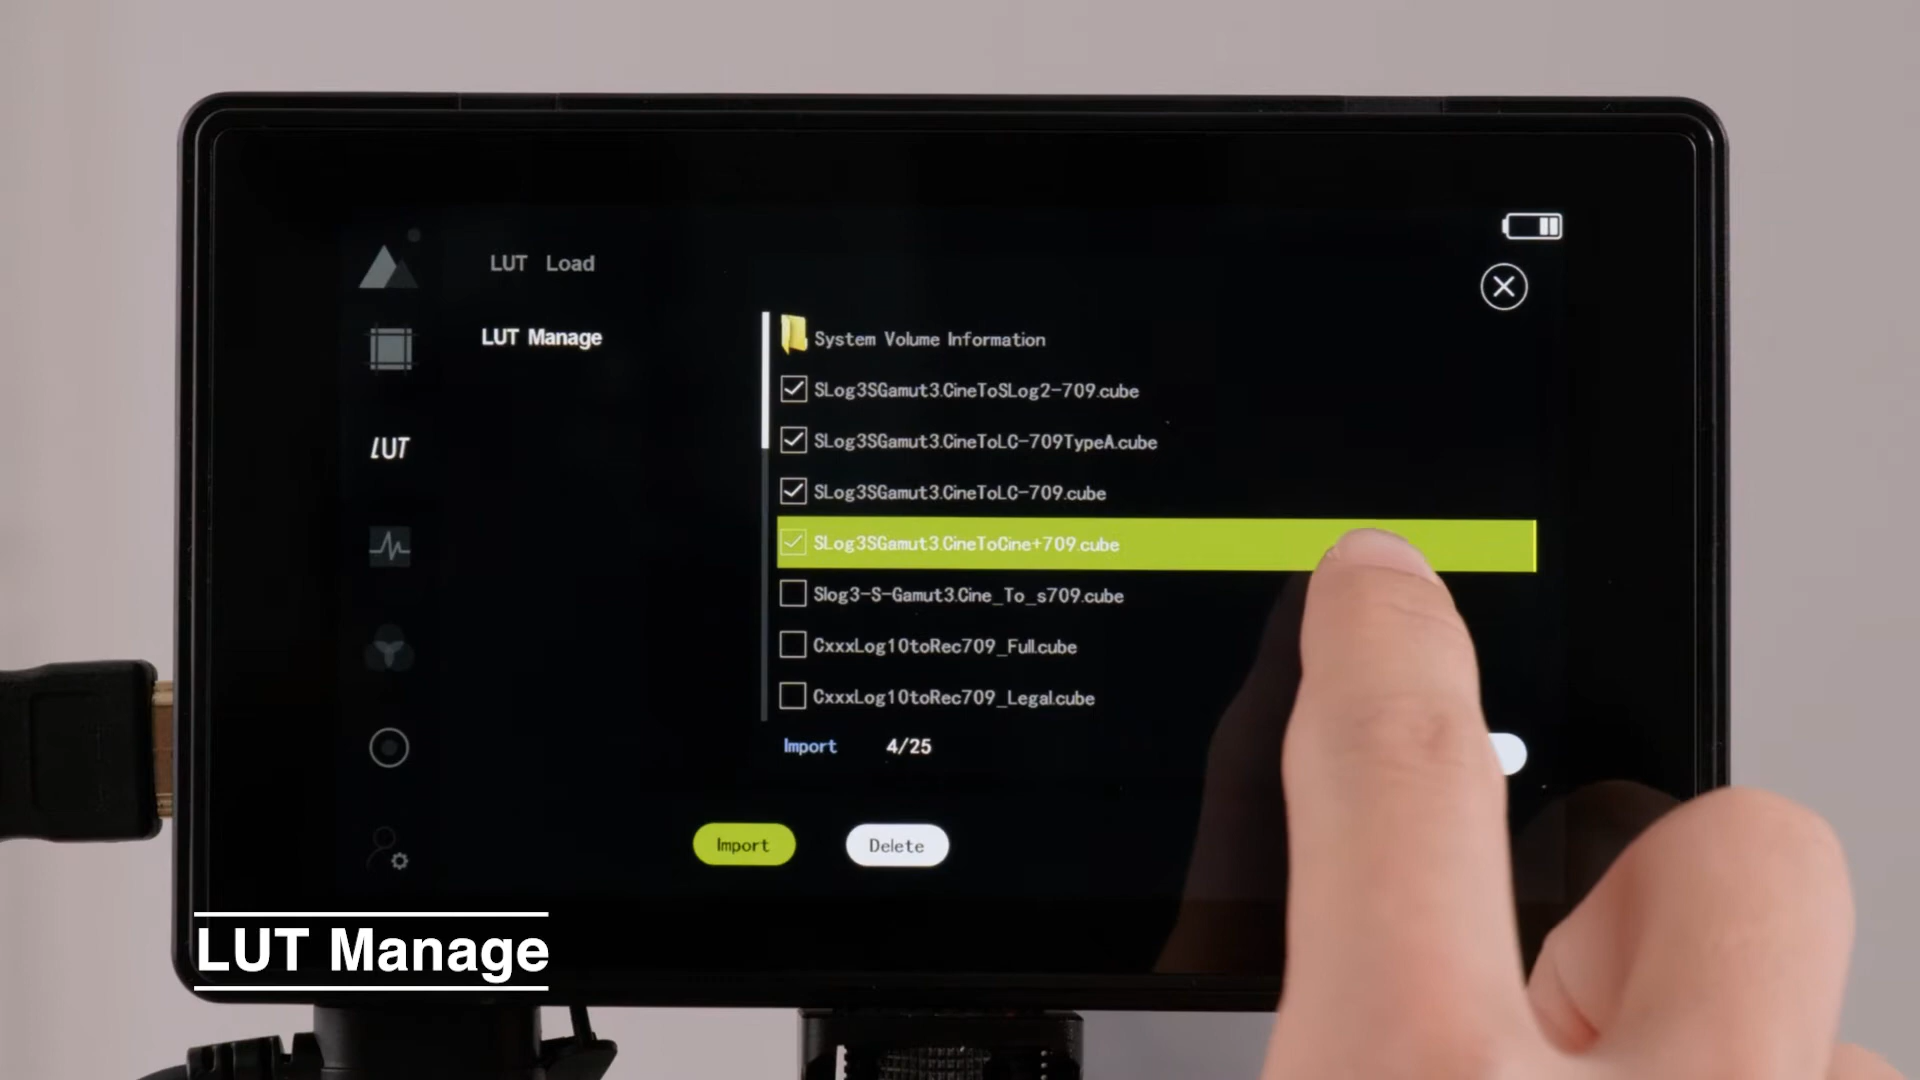 LUT Load
LUT Manage
LUT
System Volume Information
SLog3SGamut3.CineToSLog2-709.cube
SLog3SGamut3.CineToLC-709TypeA.cube
SLog3SGamut3.CineToLC-709.cube
SLog3SGamut3.CineToCine+709.cube
Slog3-S-Gamut3.Cine_To_s709.cube
CxxxLog10toRec709_Full.cube
CxxxLog10toRec709_Legal.cube
Import 4/25
Import Delete
LUT Manage